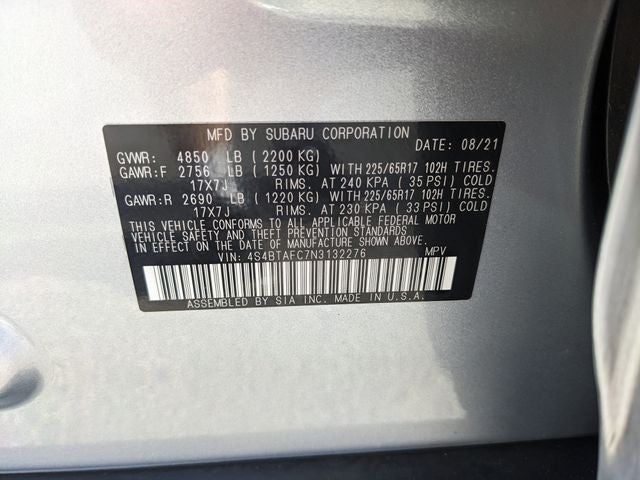 MFD BY SUBARU CORPORATION DATE: 08/21
GVWR: 4850 LB (2200 KG)
GAWR:F 2756 LB (1250 KG) WITH 225/65R17 102H TIRES.
17X7J RIMS. AT 240 KPA ( 35 PSI) COLD
GAWR:R 2690 LB (1220 KG) WITH 225/65R17 102H TIRES.
17X7J RIMS. AT 230 KPA ( 33 PSI) COLD
THIS VEHICLE CONFORMS TO ALL APPLICABLE FEDERAL MOTOR
VEHICLE SAFETY AND THEFT PREVENTION STANDARDS
IN EFFECT ON THE DATE OF MANUFACTURE SHOWN ABOVE.
VIN: 4S4BTAFC7N3132276 MPV
ASSEMBLED BY SIA INC. MADE IN U.S.A.